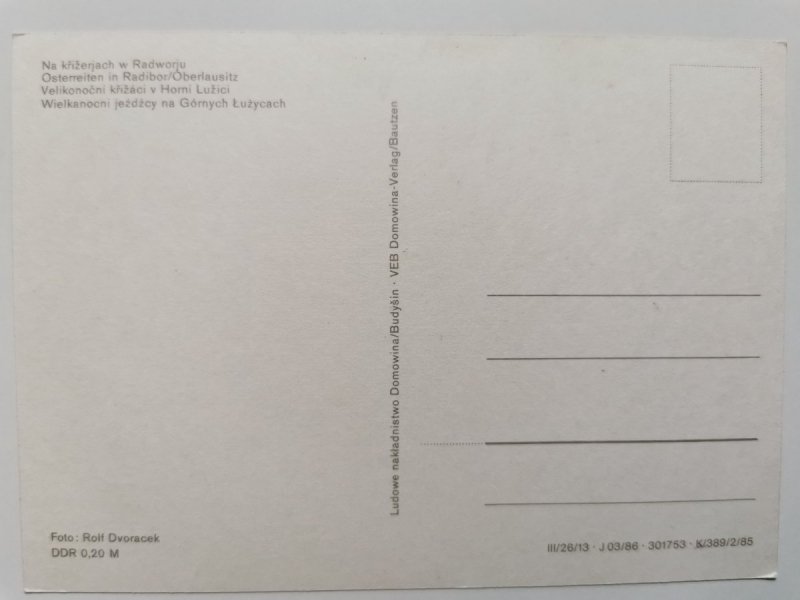 Na křižerjach w Radworju
Osterreiten in Radibor/Oberlausitz
Velikonoční křižáci v Horní Lužici
Wielkanocni jeźdźcy na Górnych Łużycach
Ludowe nakładnistwo Domowina/Budyšin · VEB Domowina-Verlag/Bautzen
Foto: Rolf Dvoracek
DDR 0,20 M
III/26/13 · J 03/86 · 301753 · K/389/2/85